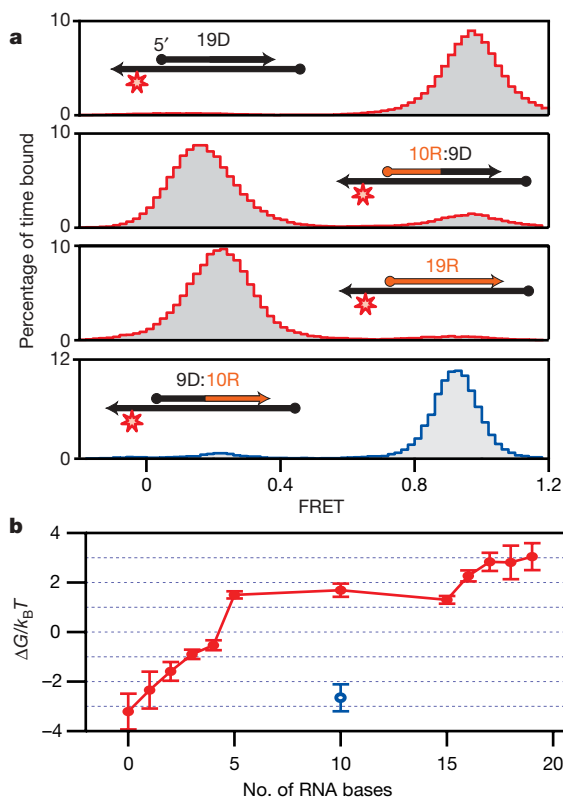 a
10
5′ 19D
0
10
10R:9D
0
10
19R
0
12
9D:10R
0
0 0.4 0.8 1.2
FRET
Percentage of time bound
b
4
2
0
−2
−4
ΔG/kBT
0 5 10 15 20
No. of RNA bases